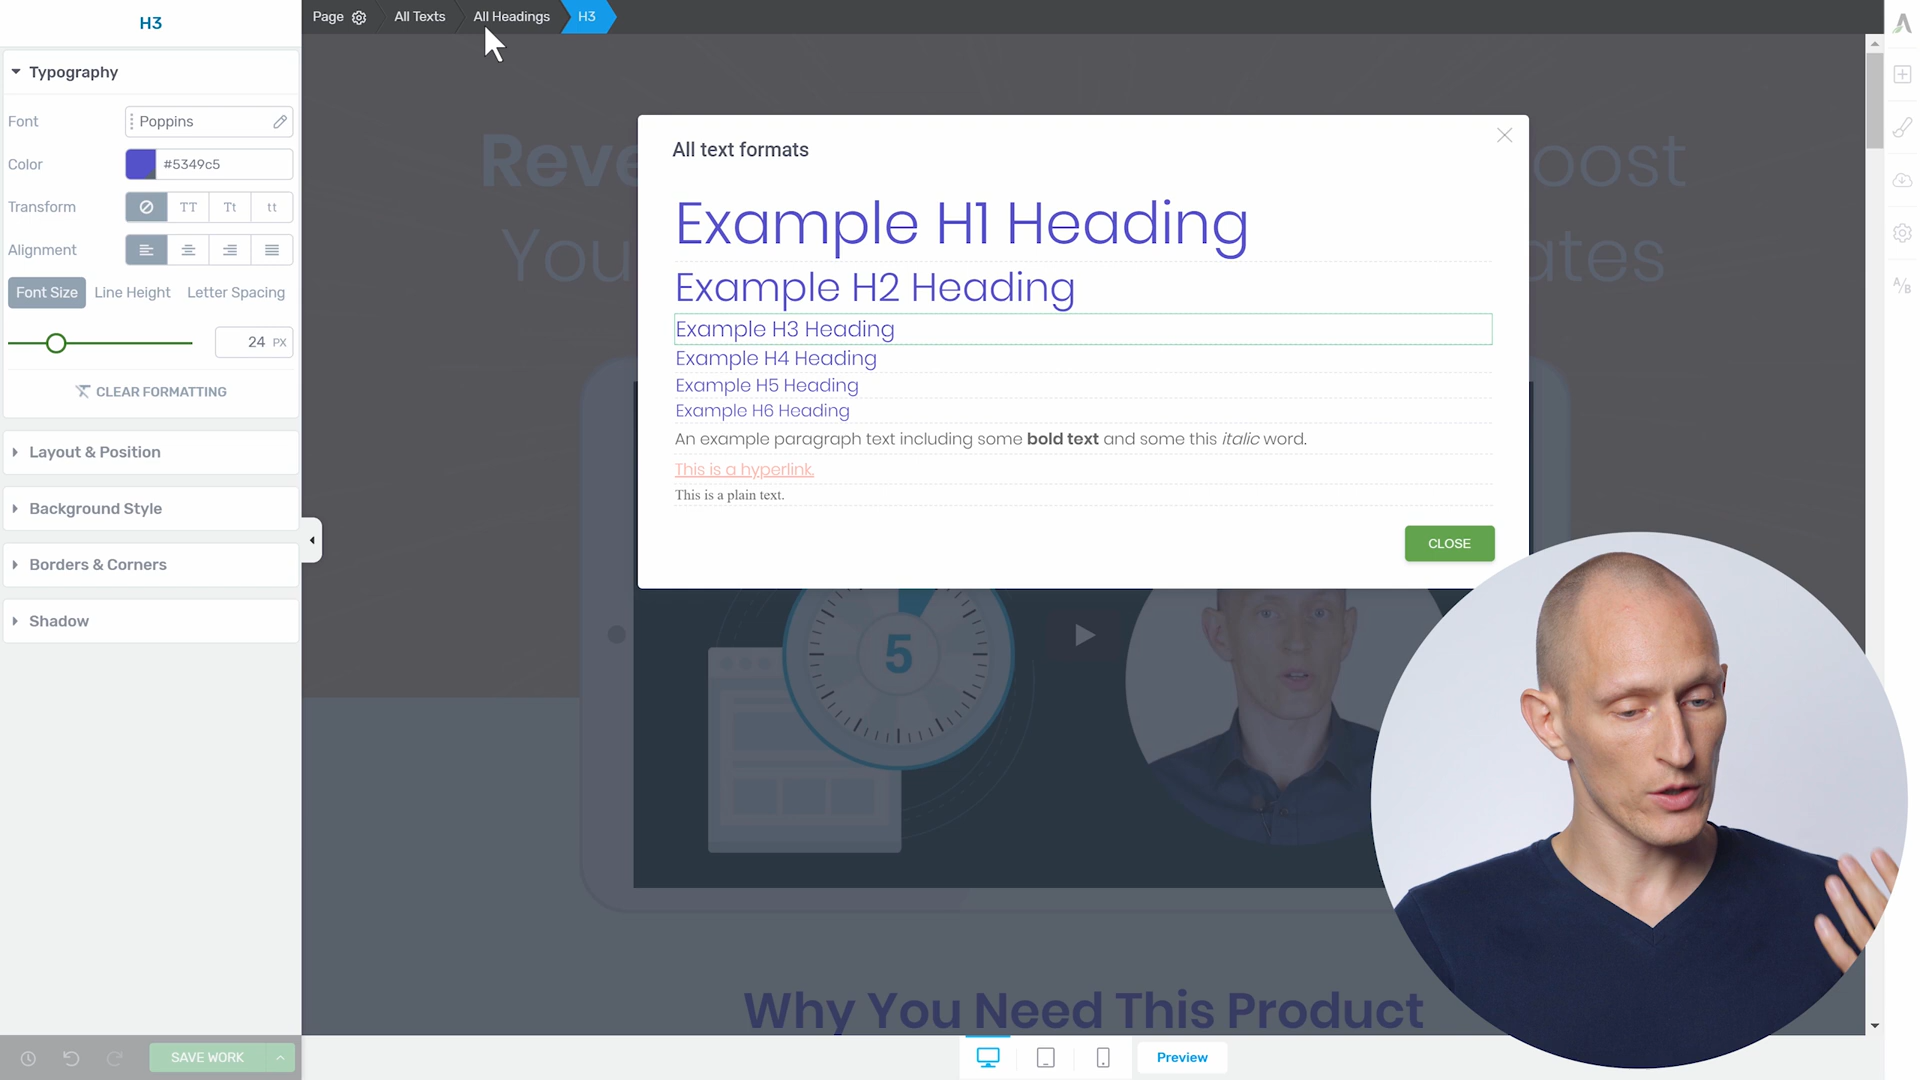 H3
Page
All Texts
All Headings
H3
Typography
Font
Poppins
Color
#5349c5
Transform
TT
Tt
tt
Alignment
Font Size
Line Height
Letter Spacing
24 PX
CLEAR FORMATTING
Layout & Position
Background Style
Borders & Corners
Shadow
SAVE WORK
All text formats
Example H1 Heading
Example H2 Heading
Example H3 Heading
Example H4 Heading
Example H5 Heading
Example H6 Heading
An example paragraph text including some bold text and some this italic word.
This is a hyperlink.
This is a plain text.
CLOSE
Reve
oost
You
ates
5
Why You Need This Product
Preview
A/B